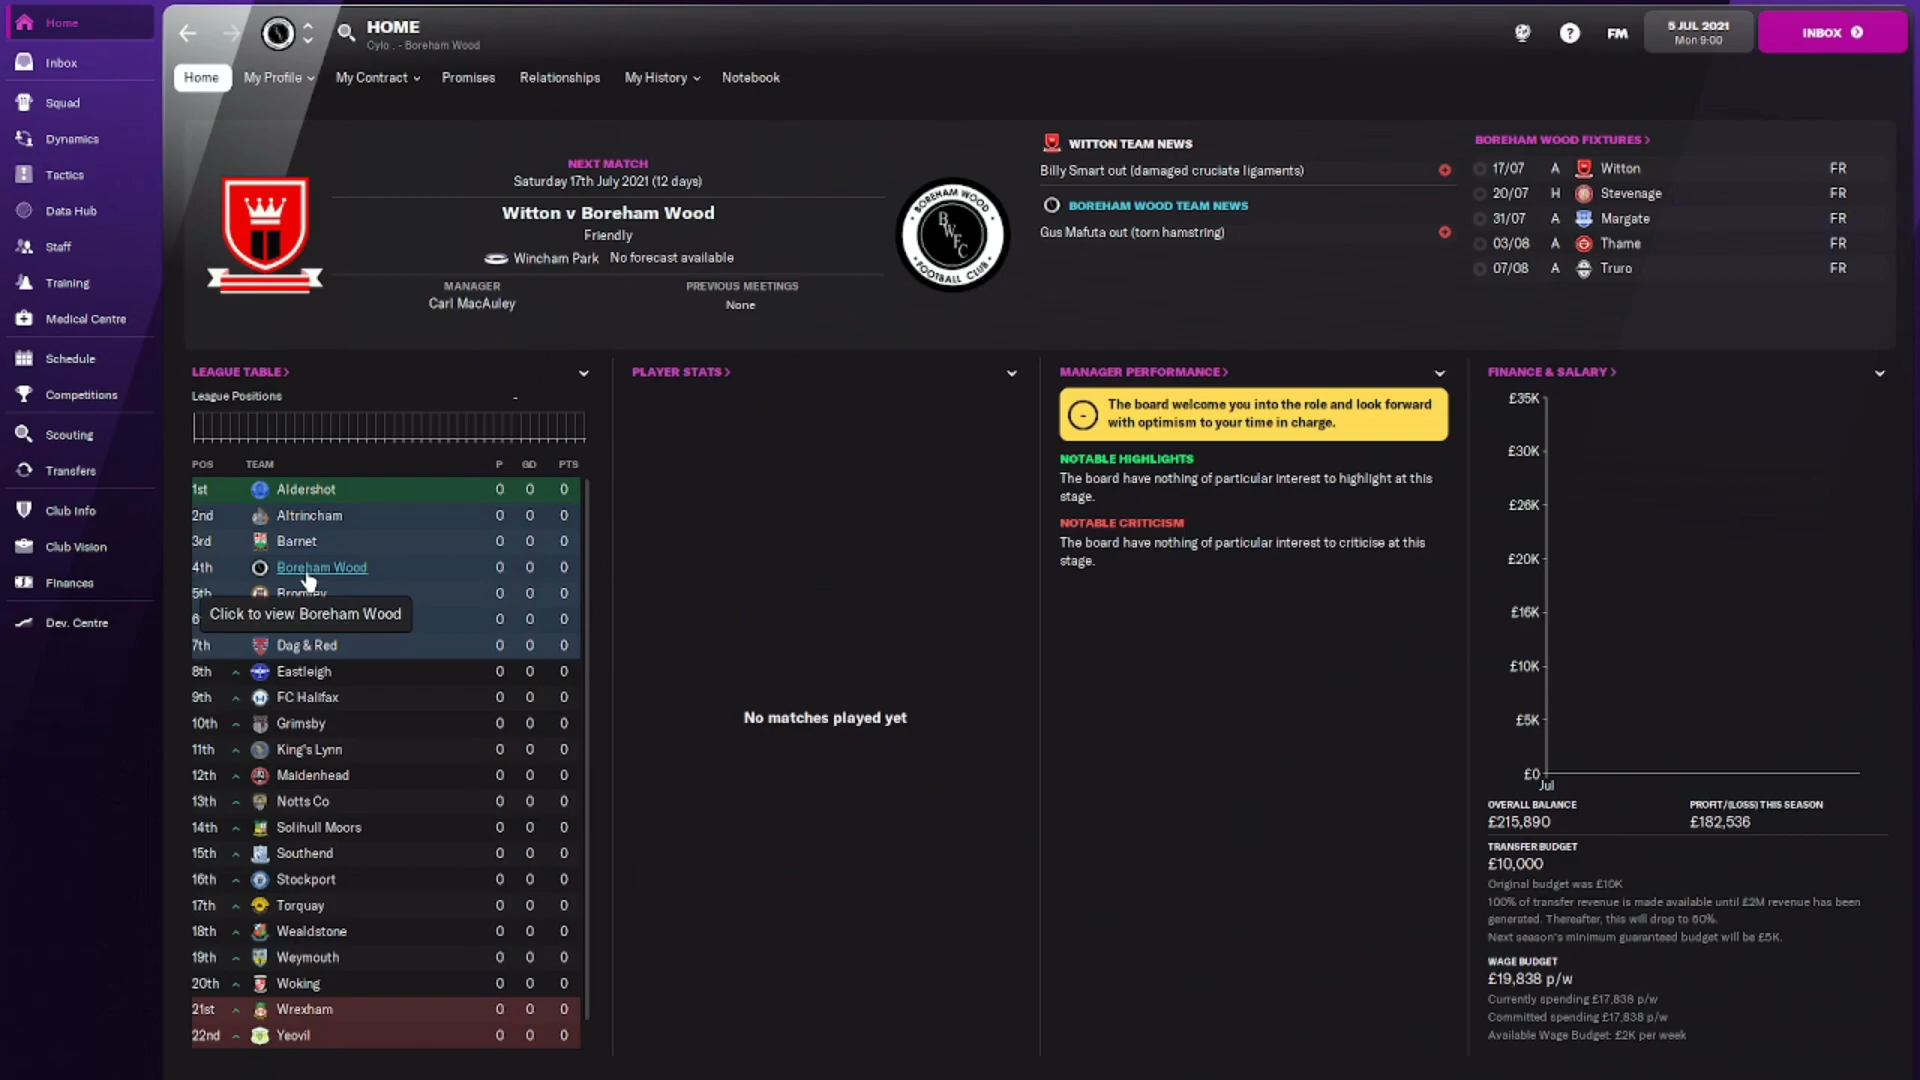 Home
Inbox
Squad
Dynamics
Tactics
Data Hub
Staff
Training
Medical Centre
Schedule
Competitions
Scouting
Transfers
Club Info
Club Vision
Finances
Dev. Centre
HOME
Cylo . - Boreham Wood
FM
5 JUL 2021
Mon 9:00
INBOX
Home My Profile My Contract Promises Relationships My History Notebook
NEXT MATCH
Saturday 17th July 2021 (12 days)
Witton v Boreham Wood
Friendly
Wincham Park No forecast available
MANAGER
Carl MacAuley
PREVIOUS MEETINGS
None
BOREHAM WOOD
BWFC
FOOTBALL CLUB
WITTON TEAM NEWS
Billy Smart out (damaged cruciate ligaments)
BOREHAM WOOD TEAM NEWS
Gus Mafuta out (torn hamstring)
BOREHAM WOOD FIXTURES >
17/07 A Witton FR
20/07 H Stevenage FR
31/07 A Margate FR
03/08 A Thame FR
07/08 A Truro FR
LEAGUE TABLE >
League Positions -
POS TEAM P GD PTS
1st Aldershot 0 0 0
2nd Altrincham 0 0 0
3rd Barnet 0 0 0
4th Boreham Wood 0 0 0
5th Bromley 0 0 0
6 0 0 0
Click to view Boreham Wood
7th Dag & Red 0 0 0
8th Eastleigh 0 0 0
9th FC Halifax 0 0 0
10th Grimsby 0 0 0
11th King's Lynn 0 0 0
12th Maidenhead 0 0 0
13th Notts Co 0 0 0
14th Solihull Moors 0 0 0
15th Southend 0 0 0
16th Stockport 0 0 0
17th Torquay 0 0 0
18th Wealdstone 0 0 0
19th Weymouth 0 0 0
20th Woking 0 0 0
21st Wrexham 0 0 0
22nd Yeovil 0 0 0
PLAYER STATS >
No matches played yet
MANAGER PERFORMANCE >
The board welcome you into the role and look forward
with optimism to your time in charge.
NOTABLE HIGHLIGHTS
The board have nothing of particular interest to highlight at this
stage.
NOTABLE CRITICISM
The board have nothing of particular interest to criticise at this
stage.
FINANCE & SALARY >
£35K
£30K
£26K
£20K
£16K
£10K
£5K
£0
Jul
OVERALL BALANCE
£215,890
PROFIT/(LOSS) THIS SEASON
£182,536
TRANSFER BUDGET
£10,000
Original budget was £10K
100% of transfer revenue is made available until £2M revenue has been
generated. Thereafter, this will drop to 60%.
Next season's minimum guaranteed budget will be £5K.
WAGE BUDGET
£19,838 p/w
Currently spending £17,838 p/w
Committed spending £17,838 p/w
Available Wage Budget: £2K per week